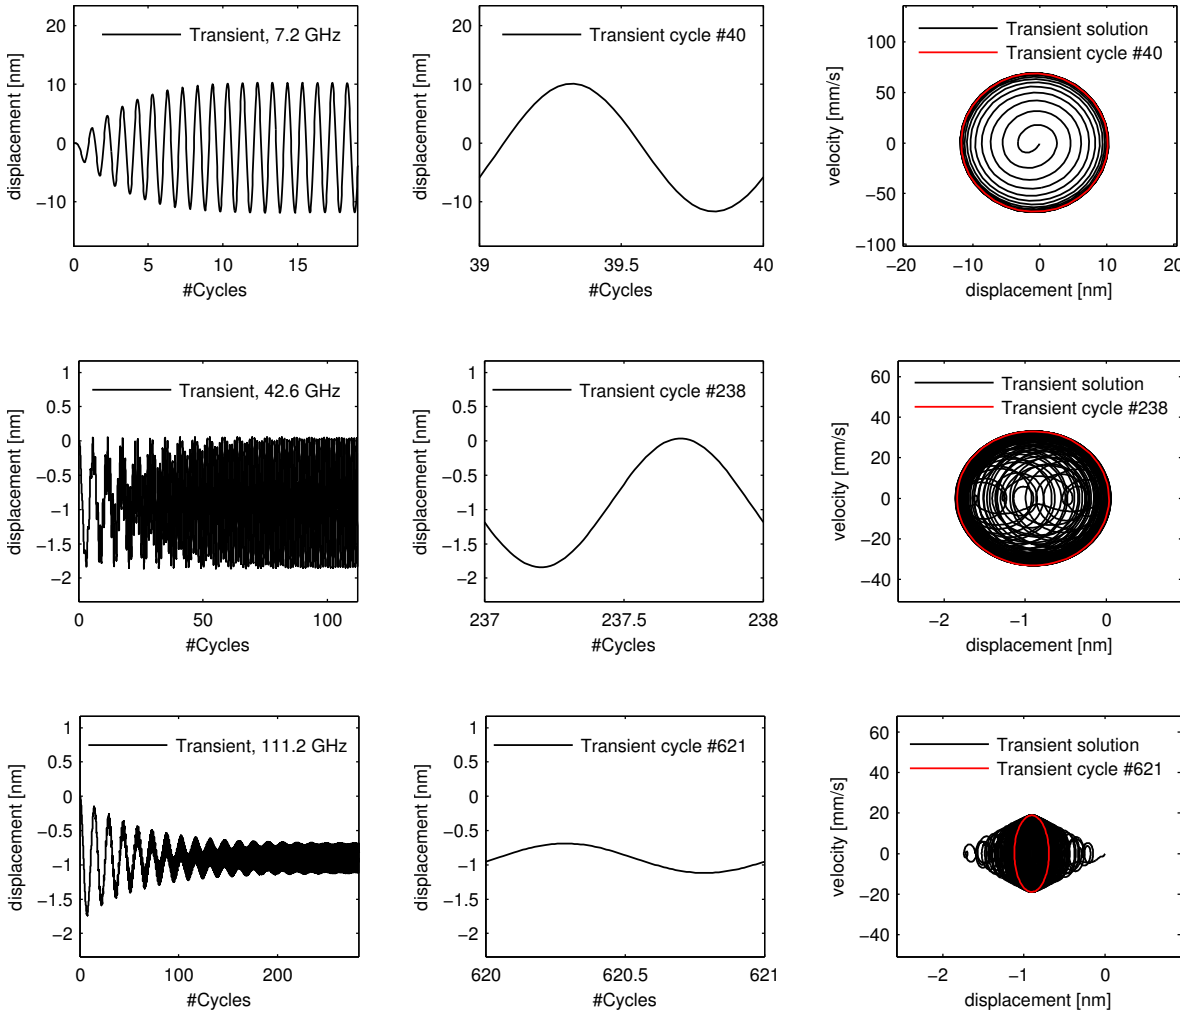 displacement [nm]
20
10
0
−10
Transient, 7.2 GHz
0
5
10
15
#Cycles
displacement [nm]
20
10
0
−10
Transient cycle #40
39
39.5
40
#Cycles
velocity [mm/s]
100
50
0
−50
−100
Transient solution
Transient cycle #40
−20
−10
0
10
20
displacement [nm]
displacement [nm]
1
0.5
0
−0.5
−1
−1.5
−2
Transient, 42.6 GHz
0
50
100
#Cycles
displacement [nm]
1
0.5
0
−0.5
−1
−1.5
−2
Transient cycle #238
237
237.5
238
#Cycles
velocity [mm/s]
60
40
20
0
−20
−40
Transient solution
Transient cycle #238
−2
−1
0
displacement [nm]
displacement [nm]
1
0.5
0
−0.5
−1
−1.5
−2
Transient, 111.2 GHz
0
100
200
#Cycles
displacement [nm]
1
0.5
0
−0.5
−1
−1.5
−2
Transient cycle #621
620
620.5
621
#Cycles
velocity [mm/s]
60
40
20
0
−20
−40
Transient solution
Transient cycle #621
−2
−1
0
displacement [nm]